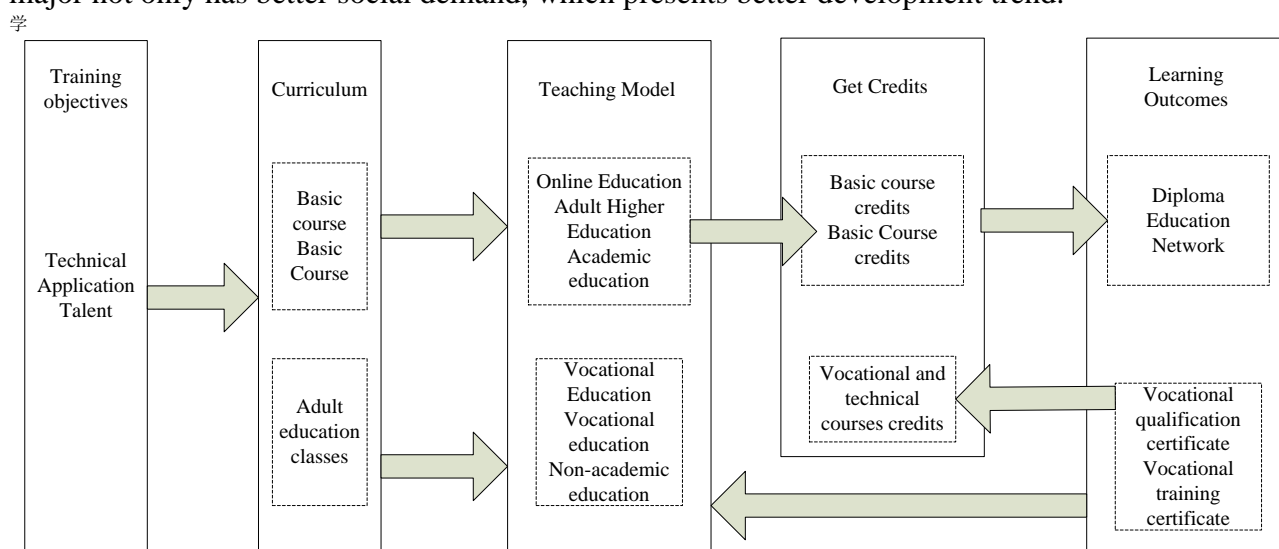 major not only has better social demand, which presents better development trend.
学
Training
objectives
Technical
Application
Talent
Curriculum
Basic
course
Basic
Course
Adult
education
classes
Teaching Model
Online Education
Adult Higher
Education
Academic
education
Vocational
Education
Vocational
education
Non-academic
education
Get Credits
Basic course
credits
Basic Course
credits
Vocational and
technical
courses credits
Learning
Outcomes
Diploma
Education
Network
Vocational
qualification
certificate
Vocational
training
certificate